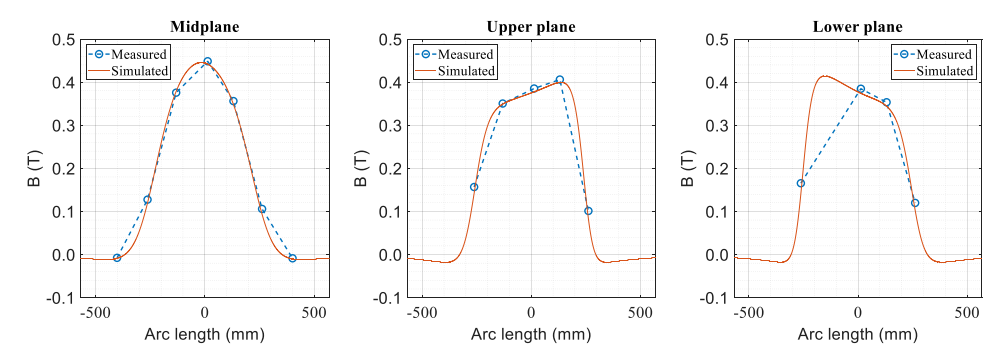 Midplane
Upper plane
Lower plane
0.5
0.4
0.3
0.2
0.1
0.0
-0.1
B (T)
Measured
Simulated
-500
0
500
Arc length (mm)
0.5
0.4
0.3
0.2
0.1
0.0
-0.1
B (T)
Measured
Simulated
-500
0
500
Arc length (mm)
0.5
0.4
0.3
0.2
0.1
0.0
-0.1
B (T)
Measured
Simulated
-500
0
500
Arc length (mm)